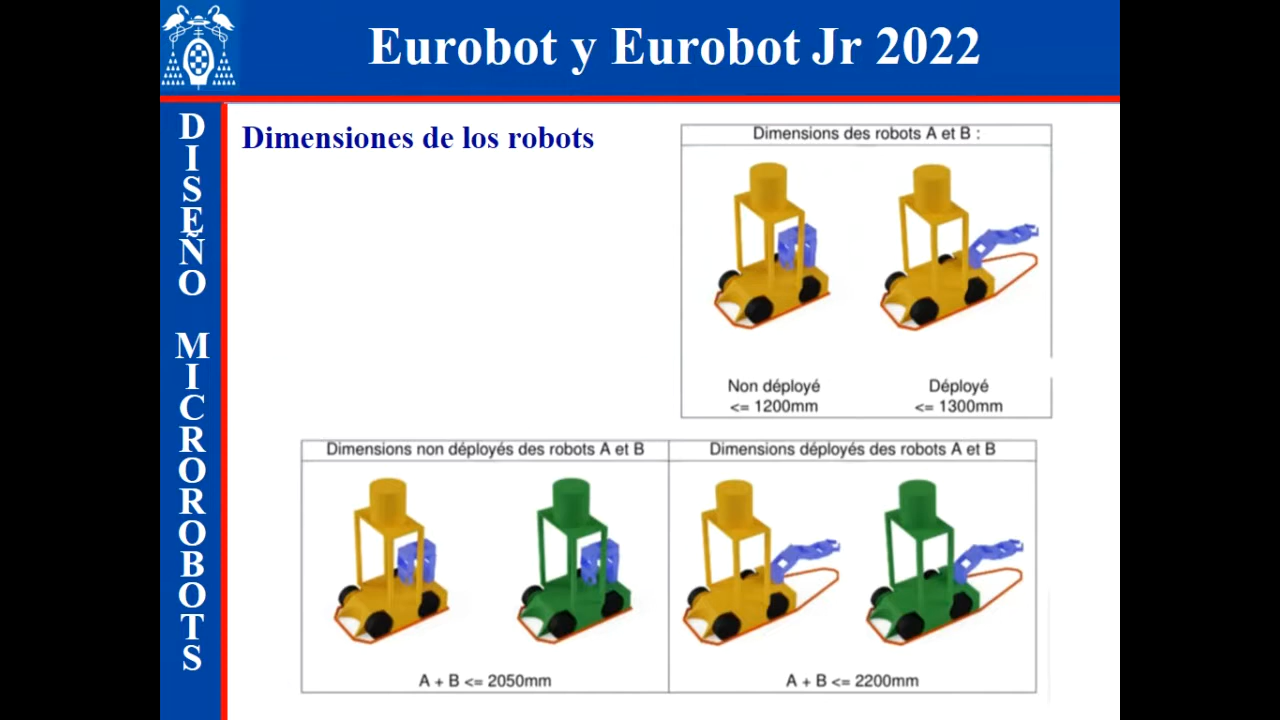 Eurobot y Eurobot Jr 2022
DISEÑO MICROROBOTS
Dimensiones de los robots
Dimensions des robots A et B :
Non déployé
<= 1200mm
Déployé
<= 1300mm
Dimensions non déployés des robots A et B
Dimensions déployés des robots A et B
A + B <= 2050mm
A + B <= 2200mm